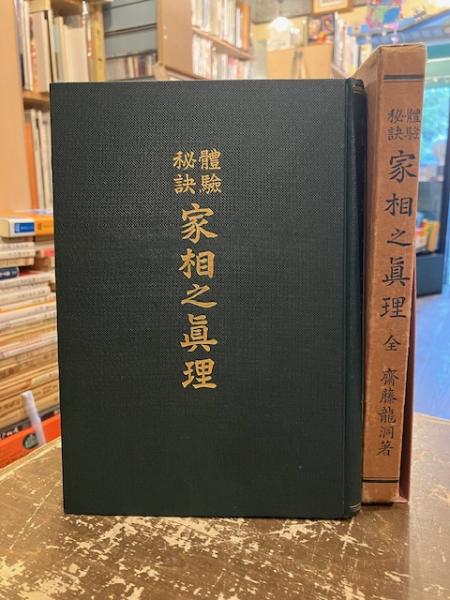 體驗
秘訣
家相之眞理
體驗
秘訣
家相之眞理
全
齋藤龍洞著